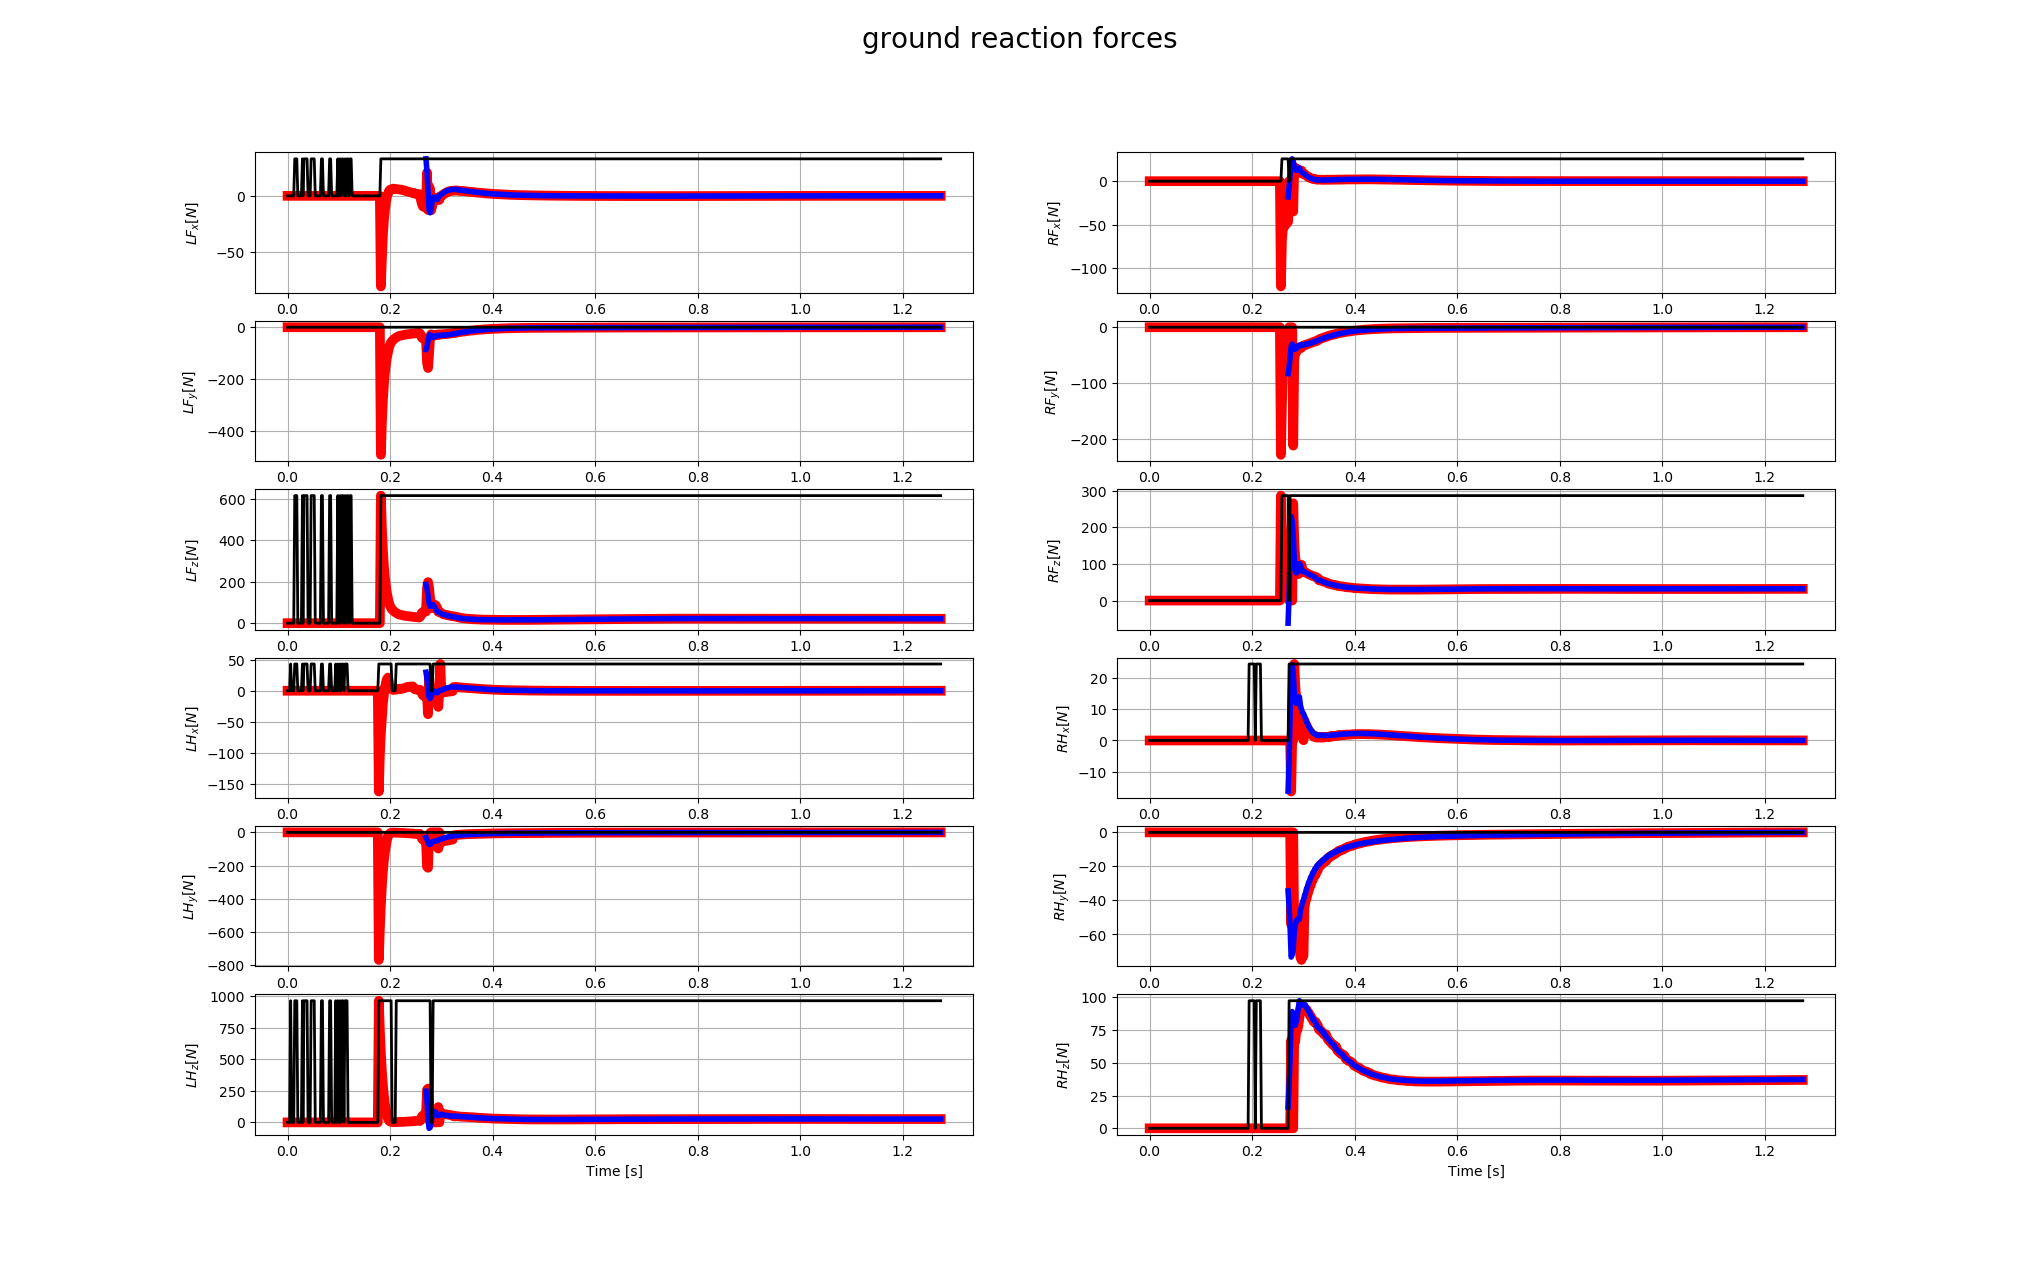 ground reaction forces
LF_x[N]
0
−50
0.0 0.2 0.4 0.6 0.8 1.0 1.2
RF_x[N]
0
−50
−100
0.0 0.2 0.4 0.6 0.8 1.0 1.2
LF_y[N]
0
−200
−400
0.0 0.2 0.4 0.6 0.8 1.0 1.2
RF_y[N]
0
−100
−200
0.0 0.2 0.4 0.6 0.8 1.0 1.2
LF_z[N]
600
400
200
0
0.0 0.2 0.4 0.6 0.8 1.0 1.2
RF_z[N]
300
200
100
0
0.0 0.2 0.4 0.6 0.8 1.0 1.2
LH_x[N]
50
0
−50
−100
−150
0.0 0.2 0.4 0.6 0.8 1.0 1.2
RH_x[N]
20
10
0
−10
0.0 0.2 0.4 0.6 0.8 1.0 1.2
LH_y[N]
0
−200
−400
−600
−800
0.0 0.2 0.4 0.6 0.8 1.0 1.2
RH_y[N]
0
−20
−40
−60
0.0 0.2 0.4 0.6 0.8 1.0 1.2
LH_z[N]
1000
750
500
250
0
0.0 0.2 0.4 0.6 0.8 1.0 1.2
Time [s]
RH_z[N]
100
75
50
25
0
0.0 0.2 0.4 0.6 0.8 1.0 1.2
Time [s]